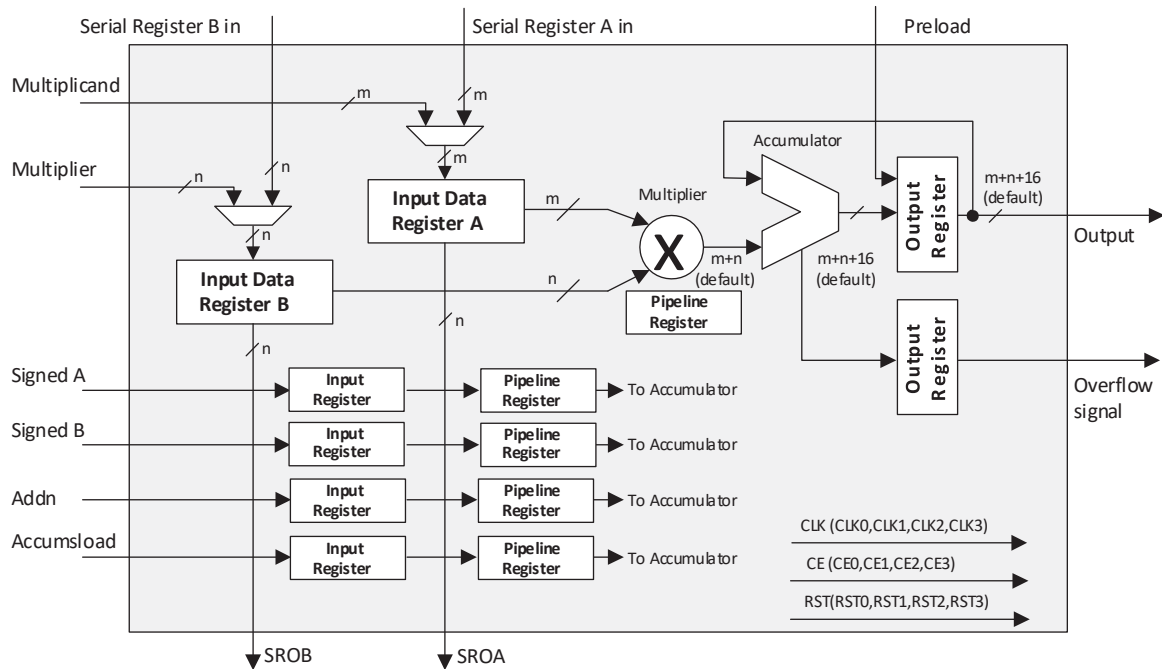 Serial Register B in
Serial Register A in
Preload
Multiplicand
m
m
Accumulator
Multiplier
n
n
m
Input Data
Register A
m
Multiplier
m+n+16
(default)
Output
Register
Output
n
X
m+n
(default)
m+n+16
(default)
Input Data
Register B
n
Pipeline
Register
n
n
Output
Register
Overflow
signal
Signed A
Input
Register
Pipeline
Register
To Accumulator
Signed B
Input
Register
Pipeline
Register
To Accumulator
Addn
Input
Register
Pipeline
Register
To Accumulator
Accumsload
Input
Register
Pipeline
Register
To Accumulator
CLK (CLK0,CLK1,CLK2,CLK3)
CE (CE0,CE1,CE2,CE3)
RST(RST0,RST1,RST2,RST3)
SROB
SROA